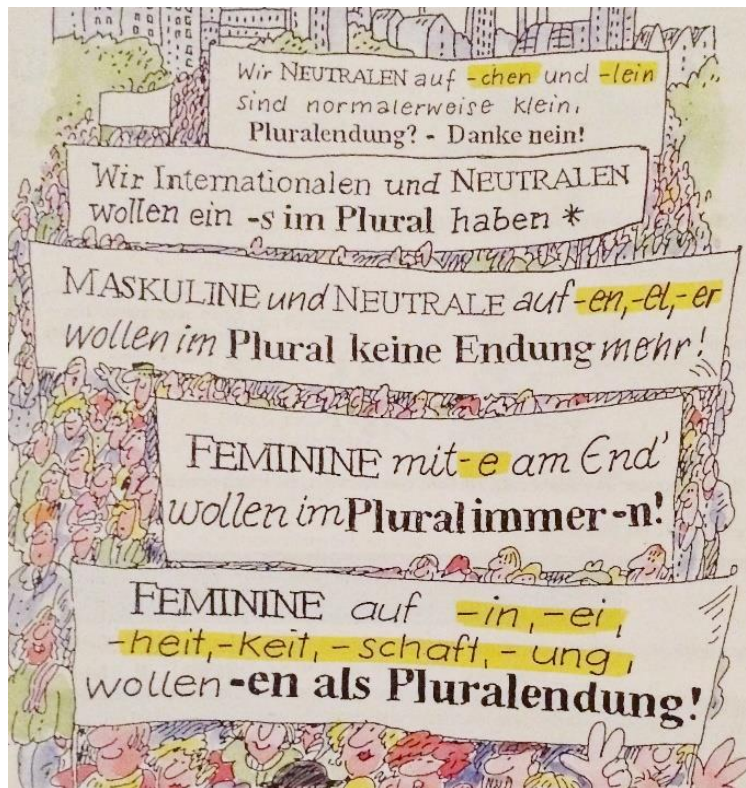 Wir NEUTRALEN auf -chen und -lein
sind normalerweise klein,
Pluralendung? - Danke nein!
Wir Internationalen und NEUTRALEN
wollen ein -s im Plural haben *
MASKULINE und NEUTRALE auf -en, -el, -er
wollen im Plural keine Endung mehr!
FEMININE mit -e am End'
wollen im Plural immer -n!
FEMININE auf -in, -ei,
-heit, -keit, -schaft, -ung,
wollen -en als Pluralendung!